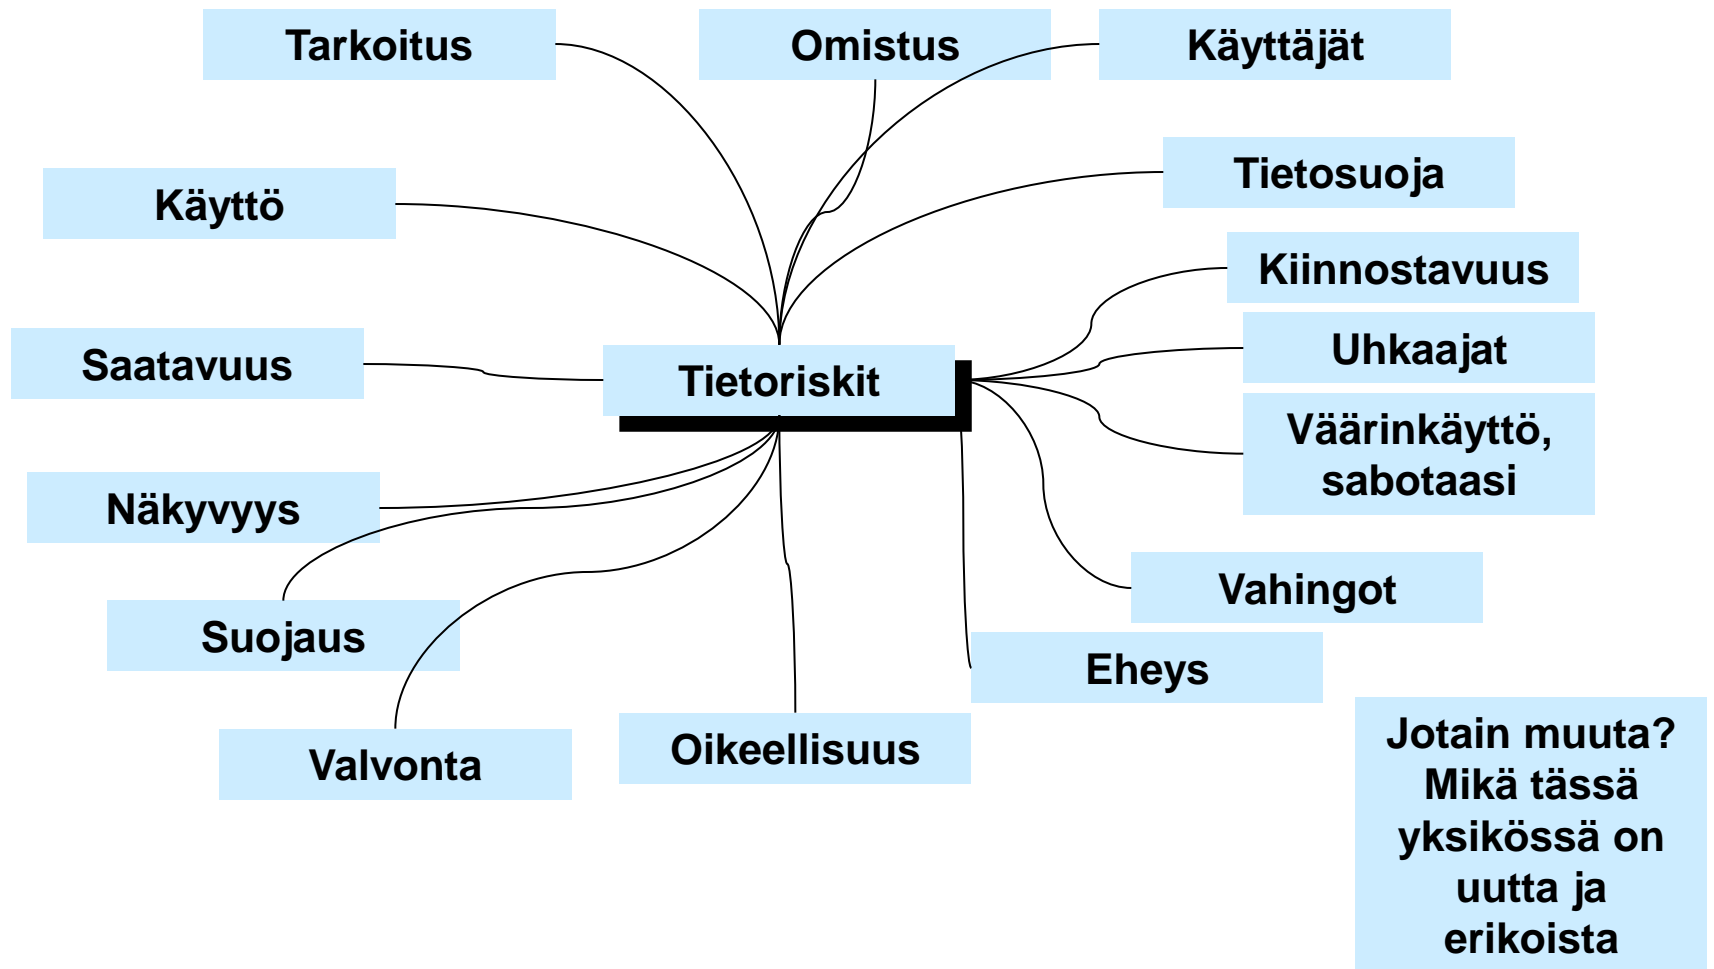 Tarkoitus
Omistus
Käyttäjät
Tietosuoja
Käyttö
Kiinnostavuus
Uhkaajat
Saatavuus
Tietoriskit
Väärinkäyttö,
sabotaasi
Näkyvyys
Vahingot
Suojaus
Eheys
Oikeellisuus
Valvonta
Jotain muuta?
Mikä tässä
yksikössä on
uutta ja
erikoista